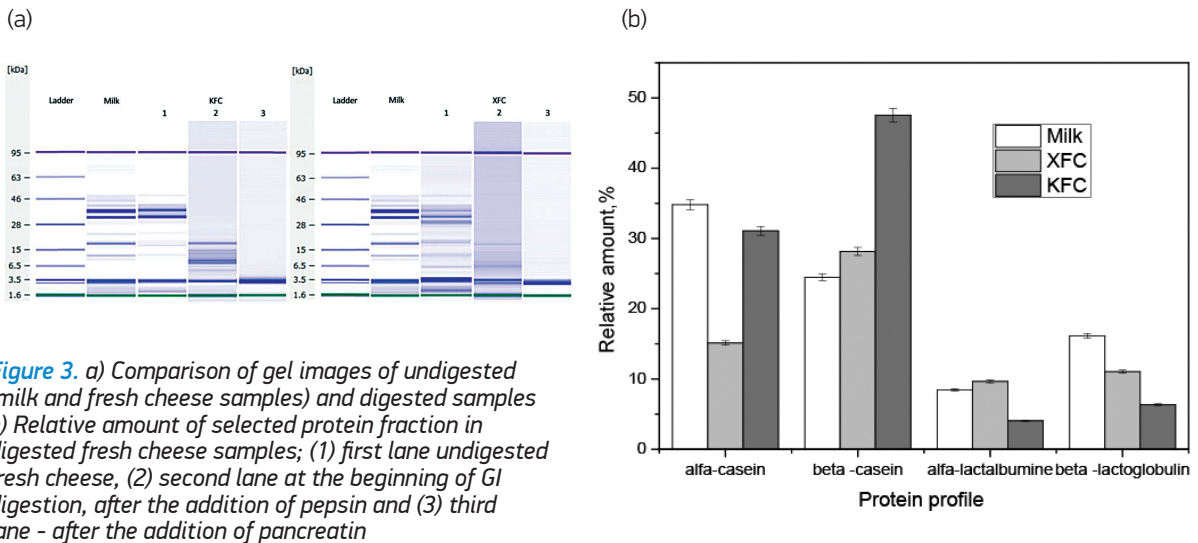 (a)
[kDa]
Ladder Milk KFC
1 2 3
95
63
46
28
15
6.5
3.5
1.6
[kDa]
Ladder Milk XFC
1 2 3
95
63
46
28
15
6.5
3.5
1.6
igure 3. a) Comparison of gel images of undigested
milk and fresh cheese samples) and digested samples
) Relative amount of selected protein fraction in
digested fresh cheese samples; (1) first lane undigested
resh cheese, (2) second lane at the beginning of GI
digestion, after the addition of pepsin and (3) third
ane - after the addition of pancreatin
(b)
Relative amount,%
50
40
30
20
10
0
Milk
XFC
KFC
alfa-casein beta -casein alfa-lactalbumine beta -lactoglobulin
Protein profile